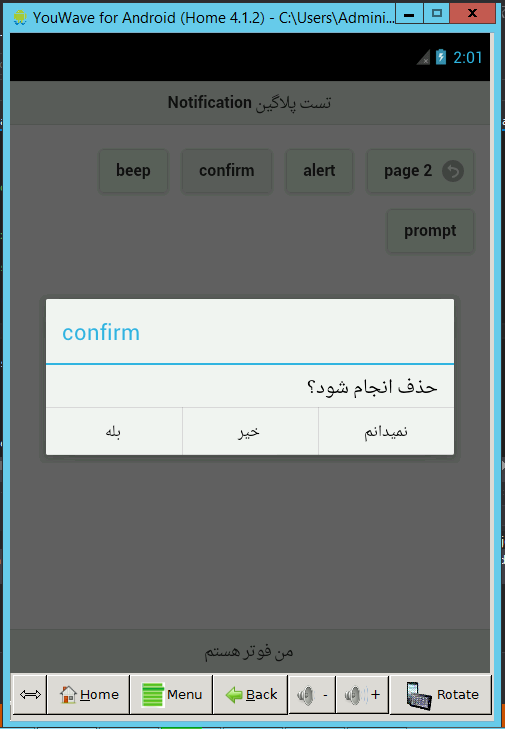 YouWave for Android (Home 4.1.2) - C:\Users\Admini...
2:01
تست پلاگین Notification
beep confirm alert page 2
prompt
confirm
حذف انجام شود؟
بله خیر نمیدانم
من فوتر هستم
Home Menu Back - + Rotate